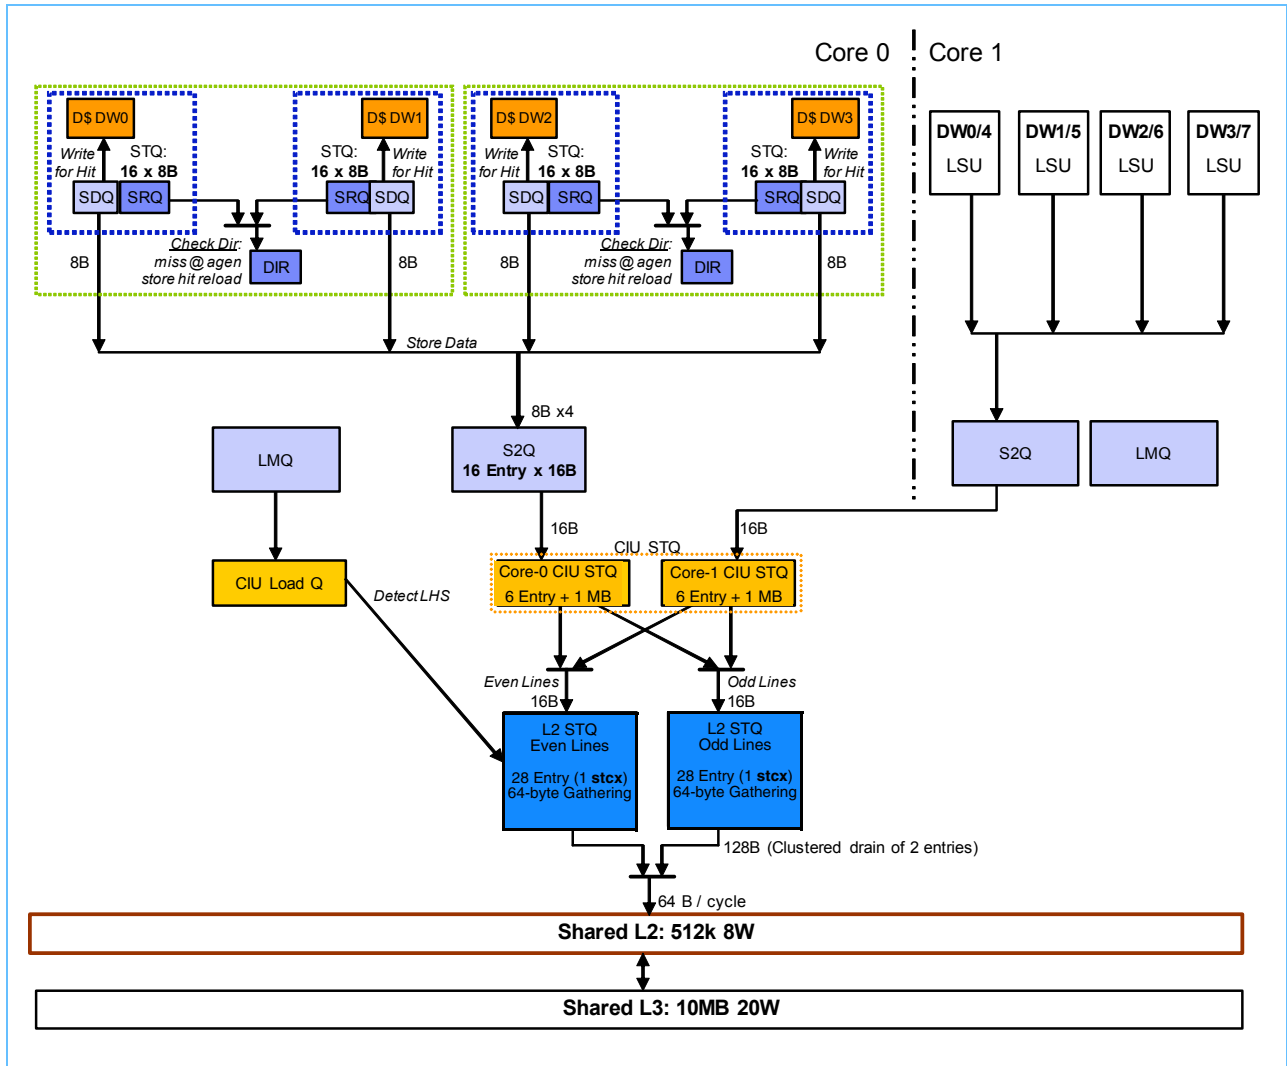 Core 0
Core 1
D$ DW0
D$ DW1
D$ DW2
D$ DW3
Write for Hit
STQ:
16 x 8B
STQ:
16 x 8B
Write for Hit
Write for Hit
STQ:
16 x 8B
STQ:
16 x 8B
Write for Hit
SDQ
SRQ
SRQ
SDQ
SDQ
SRQ
SRQ
SDQ
Check Dir:
miss @ agen
store hit reload
DIR
Check Dir:
miss @ agen
store hit reload
DIR
8B
8B
8B
8B
DW0/4
LSU
DW1/5
LSU
DW2/6
LSU
DW3/7
LSU
Store Data
8B x4
LMQ
S2Q
16 Entry x 16B
S2Q
LMQ
16B
16B
CIU STQ
CIU Load Q
Core-0 CIU STQ
6 Entry + 1 MB
Core-1 CIU STQ
6 Entry + 1 MB
Detect LHS
Even Lines
Odd Lines
16B
16B
L2 STQ
Even Lines
28 Entry (1 stcx)
64-byte Gathering
L2 STQ
Odd Lines
28 Entry (1 stcx)
64-byte Gathering
128B (Clustered drain of 2 entries)
64 B / cycle
Shared L2: 512k 8W
Shared L3: 10MB 20W